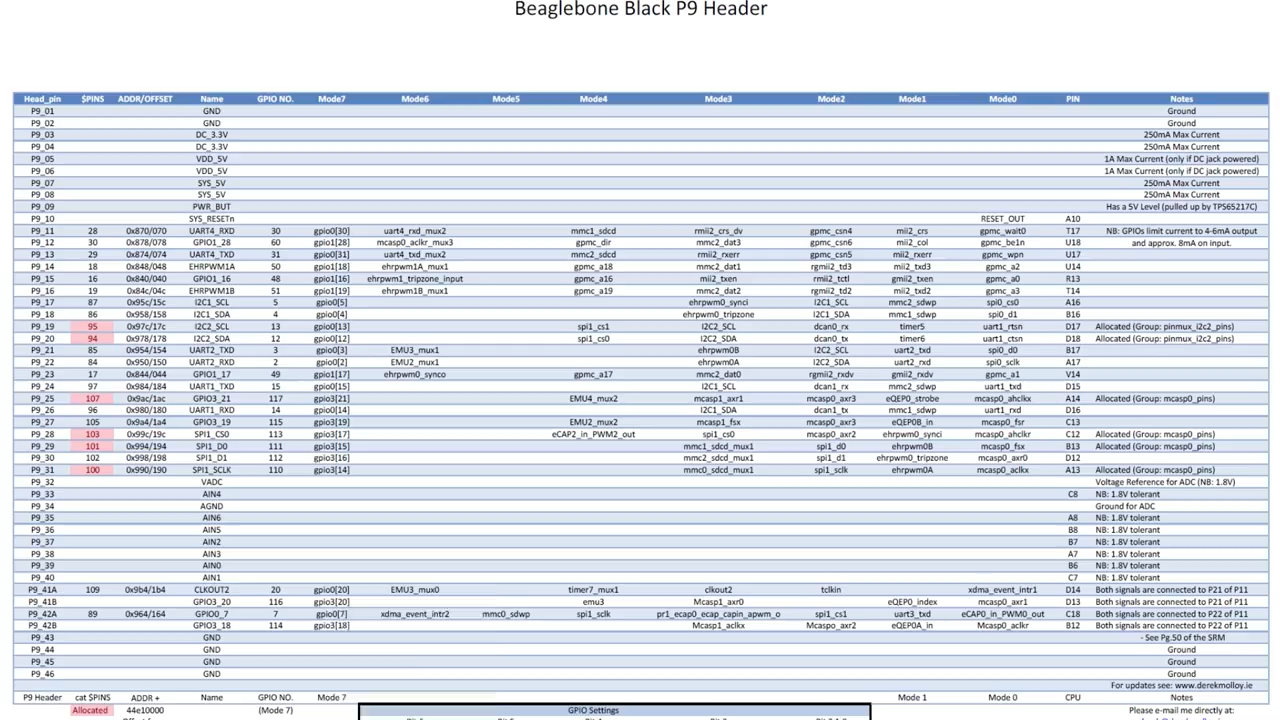 Beaglebone Black P9 Header
Head_pin $PINS ADDR/OFFSET Name GPIO NO. Mode7 Mode6 Mode5 Mode4 Mode3 Mode2 Mode1 Mode0 PIN Notes
P9_01 GND Ground
P9_02 GND Ground
P9_03 DC_3.3V 250mA Max Current
P9_04 DC_3.3V 250mA Max Current
P9_05 VDD_5V 1A Max Current (only if DC jack powered)
P9_06 VDD_5V 1A Max Current (only if DC jack powered)
P9_07 SYS_5V 250mA Max Current
P9_08 SYS_5V 250mA Max Current
P9_09 PWR_BUT Has a 5V Level (pulled up by TPS65217C)
P9_10 SYS_RESETn RESET_OUT A10
P9_11 28 0x870/070 UART4_RXD 30 gpio0[30] uart4_rxd_mux2 mmc1_sdcd rmii2_crs_dv gpmc_csn4 mii2_crs gpmc_wait0 T17 NB: GPIOs limit current to 4-6mA output
P9_12 30 0x878/078 GPIO1_28 60 gpio1[28] mcasp0_aclkr_mux3 gpmc_dir mmc2_dat3 gpmc_csn6 mii2_col gpmc_be1n U18 and approx. 8mA on input.
P9_13 29 0x874/074 UART4_TXD 31 gpio0[31] uart4_txd_mux2 mmc2_sdcd rmii2_rxerr gpmc_csn5 mii2_rxerr gpmc_wpn U17
P9_14 18 0x848/048 EHRPWM1A 50 gpio1[18] ehrpwm1A_mux1 gpmc_a18 mmc2_dat1 rgmii2_td3 mii2_txd3 gpmc_a2 U14
P9_15 16 0x840/040 GPIO1_16 48 gpio1[16] ehrpwm1_tripzone_input gpmc_a16 mii2_txen rmii2_tctl gmii2_txen gpmc_a0 R13
P9_16 19 0x84c/04c EHRPWM1B 51 gpio1[19] ehrpwm1B_mux1 gpmc_a19 mmc2_dat2 rgmii2_td2 mii2_txd2 gpmc_a3 T14
P9_17 87 0x95c/15c I2C1_SCL 5 gpio0[5] ehrpwm0_synci I2C1_SCL mmc2_sdwp spi0_cs0 A16
P9_18 86 0x958/158 I2C1_SDA 4 gpio0[4] ehrpwm0_tripzone I2C1_SDA mmc1_sdwp spi0_d1 B16
P9_19 95 0x97c/17c I2C2_SCL 13 gpio0[13] spi1_cs1 I2C2_SCL dcan0_rx timer5 uart1_rtsn D17 Allocated (Group: pinmux_i2c2_pins)
P9_20 94 0x978/178 I2C2_SDA 12 gpio0[12] spi1_cs0 I2C2_SDA dcan0_tx timer6 uart1_ctsn D18 Allocated (Group: pinmux_i2c2_pins)
P9_21 85 0x954/154 UART2_TXD 3 gpio0[3] EMU3_mux1 ehrpwm0B I2C2_SCL uart2_txd spi0_d0 B17
P9_22 84 0x950/150 UART2_RXD 2 gpio0[2] EMU2_mux1 ehrpwm0A I2C2_SDA uart2_rxd spi0_sclk A17
P9_23 17 0x844/044 GPIO1_17 49 gpio1[17] ehrpwm0_synco gpmc_a17 mmc2_dat0 rgmii2_rxdv gmii2_rxdv gpmc_a1 V14
P9_24 97 0x984/184 UART1_TXD 15 gpio0[15] I2C1_SCL dcan1_rx mmc2_sdwp uart1_txd D15
P9_25 107 0x9ac/1ac GPIO3_21 117 gpio3[21] EMU4_mux2 mcasp1_axr1 mcasp0_axr3 eQEP0_strobe mcasp0_ahclkx A14 Allocated (Group: mcasp0_pins)
P9_26 96 0x980/180 UART1_RXD 14 gpio0[14] I2C1_SDA dcan1_tx mmc1_sdwp uart1_rxd D16
P9_27 105 0x9a4/1a4 GPIO3_19 115 gpio3[19] EMU2_mux2 mcasp1_fsx mcasp0_axr3 eQEP0B_in mcasp0_fsr C13
P9_28 103 0x99c/19c SPI1_CS0 113 gpio3[17] eCAP2_in_PWM2_out spi1_cs0 mcasp0_axr2 ehrpwm0_synci mcasp0_ahclkr C12 Allocated (Group: mcasp0_pins)
P9_29 101 0x994/194 SPI1_D0 111 gpio3[15] mmc1_sdcd_mux1 spi1_d0 ehrpwm0B mcasp0_fsx B13 Allocated (Group: mcasp0_pins)
P9_30 102 0x998/198 SPI1_D1 112 gpio3[16] mmc2_sdcd_mux1 spi1_d1 ehrpwm0_tripzone mcasp0_axr0 D12
P9_31 100 0x990/190 SPI1_SCLK 110 gpio3[14] mmc0_sdcd_mux1 spi1_sclk ehrpwm0A mcasp0_aclkx A13 Allocated (Group: mcasp0_pins)
P9_32 VADC Voltage Reference for ADC (NB: 1.8V)
P9_33 AIN4 C8 NB: 1.8V tolerant
P9_34 AGND Ground for ADC
P9_35 AIN6 A8 NB: 1.8V tolerant
P9_36 AIN5 B8 NB: 1.8V tolerant
P9_37 AIN2 B7 NB: 1.8V tolerant
P9_38 AIN3 A7 NB: 1.8V tolerant
P9_39 AIN0 B6 NB: 1.8V tolerant
P9_40 AIN1 C7 NB: 1.8V tolerant
P9_41A 109 0x9b4/1b4 CLKOUT2 20 gpio0[20] EMU3_mux0 timer7_mux1 clkout2 tclkin xdma_event_intr1 D14 Both signals are connected to P21 of P11
P9_41B GPIO3_20 116 gpio3[20] emu3 Mcasp1_axr0 eQEP0_index mcasp0_axr1 D13 Both signals are connected to P21 of P11
P9_42A 89 0x964/164 GPIO0_7 7 gpio0[7] xdma_event_intr2 mmc0_sdwp spi1_sclk pr1_ecap0_ecap_capin_apwm_o spi1_cs1 uart3_txd eCAP0_in_PWM0_out C18 Both signals are connected to P22 of P11
P9_42B GPIO3_18 114 gpio3[18] Mcasp1_aclkx Mcaspo_axr2 eQEP0A_in Mcasp0_aclkr B12 Both signals are connected to P22 of P11
P9_43 GND - See Pg.50 of the SRM
P9_44 GND Ground
P9_45 GND Ground
P9_46 GND Ground
For updates see: www.derekmolloy.ie
P9 Header cat $PINS ADDR + Name GPIO NO. Mode 7 Mode 1 Mode 0 CPU Notes
Allocated 44e10000 (Mode 7) GPIO Settings Please e-mail me directly at: